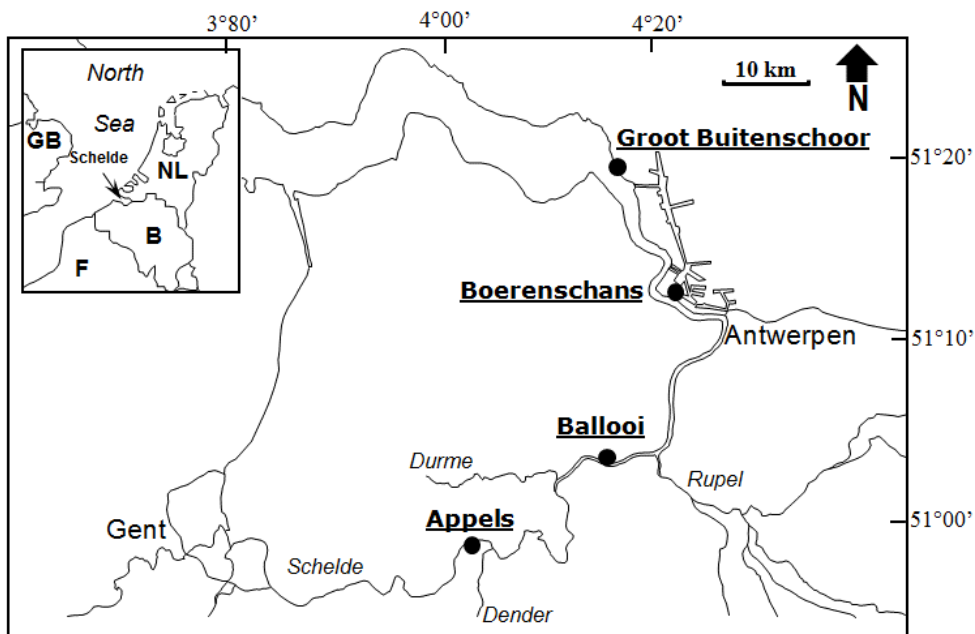 3°80’ 4°00’ 4°20’
North
Sea
GB
Schelde
NL
B
F
10 km
N
Groot Buitenschoor
51°20’
Boerenschans
Antwerpen
51°10’
Ballooi
Durme
Rupel
Appels
51°00’
Gent
Schelde
Dender